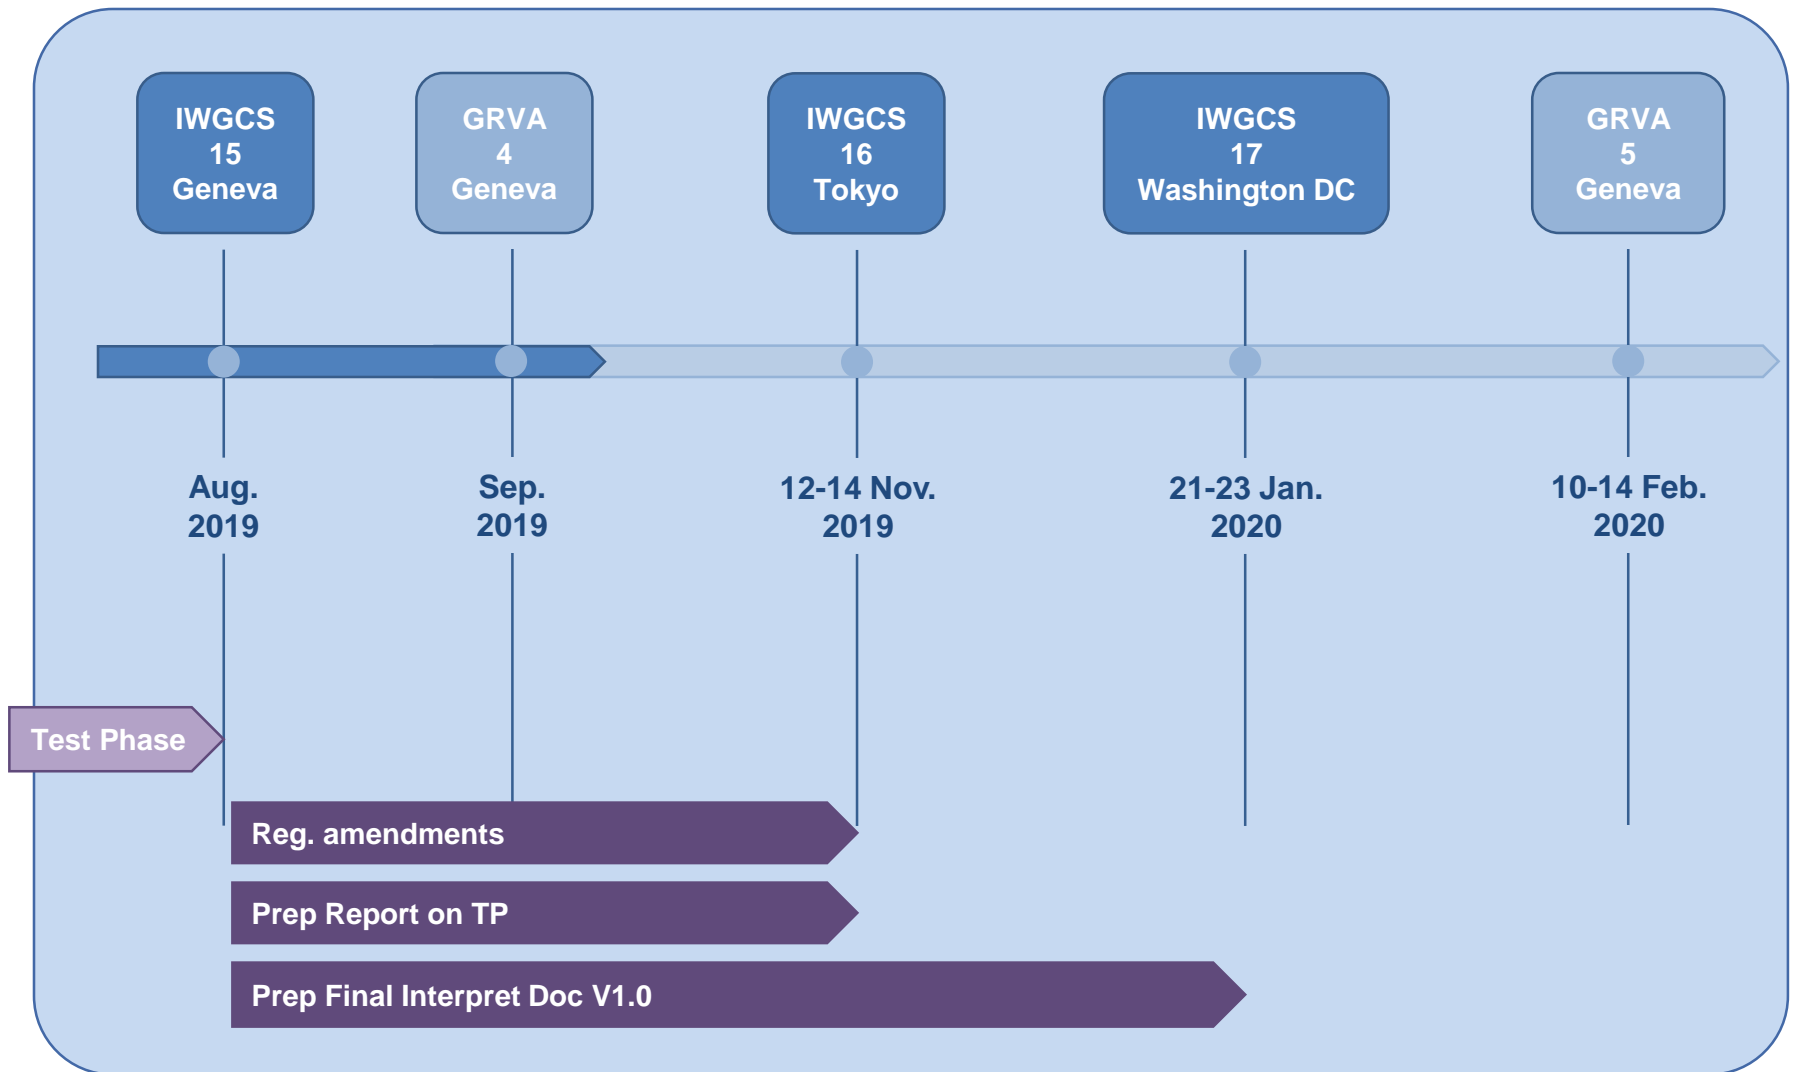 IWGCS
15
Geneva
GRVA
4
Geneva
IWGCS
16
Tokyo
IWGCS
17
Washington DC
GRVA
5
Geneva
Aug.
2019
Sep.
2019
12-14 Nov.
2019
21-23 Jan.
2020
10-14 Feb.
2020
Test Phase
Reg. amendments
Prep Report on TP
Prep Final Interpret Doc V1.0